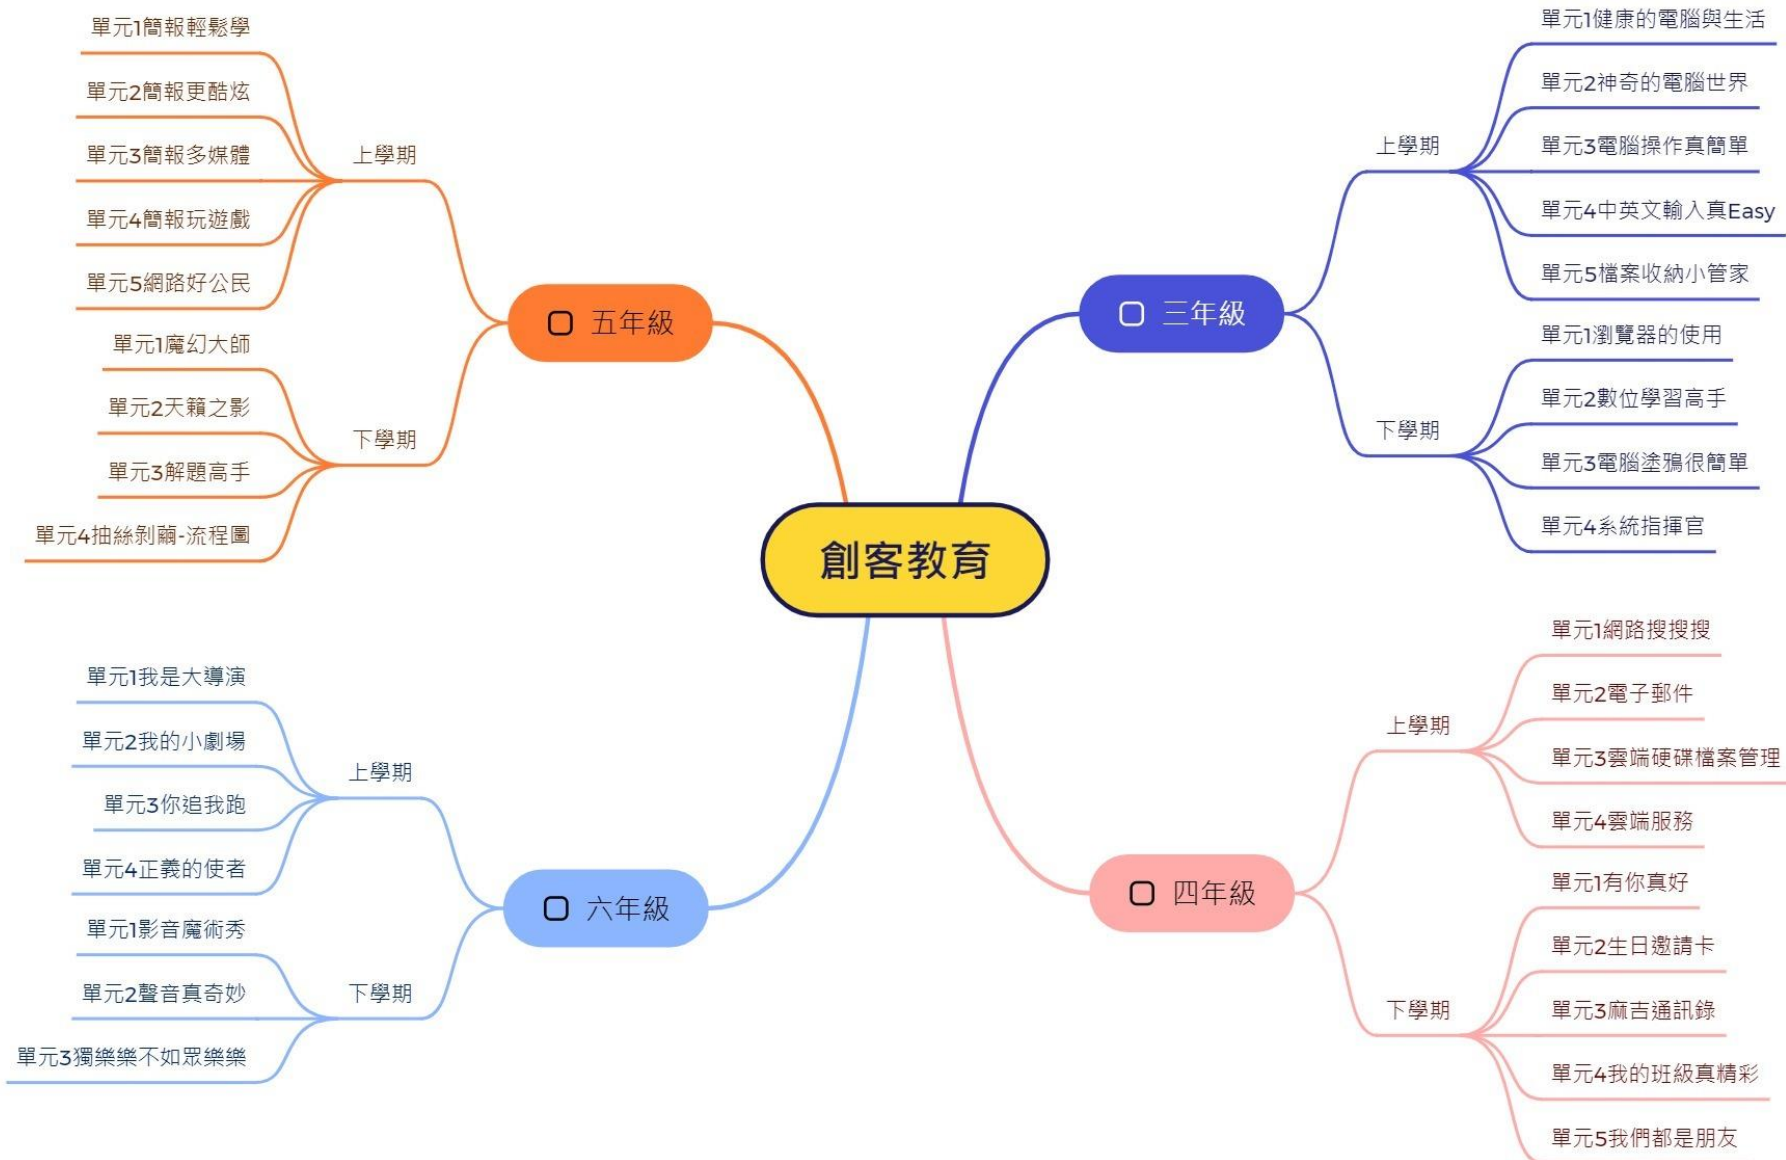 創客教育
三年級
上學期
單元1健康的電腦與生活
單元2神奇的電腦世界
單元3電腦操作真簡單
單元4中英文輸入真Easy
單元5檔案收納小管家
下學期
單元1瀏覽器的使用
單元2數位學習高手
單元3電腦塗鴉很簡單
單元4系統指揮官
四年級
上學期
單元1網路搜搜搜
單元2電子郵件
單元3雲端硬碟檔案管理
單元4雲端服務
下學期
單元1有你真好
單元2生日邀請卡
單元3麻吉通訊錄
單元4我的班級真精彩
單元5我們都是朋友
五年級
上學期
單元1簡報輕鬆學
單元2簡報更酷炫
單元3簡報多媒體
單元4簡報玩遊戲
單元5網路好公民
下學期
單元1魔幻大師
單元2天籟之影
單元3解題高手
單元4抽絲剝繭-流程圖
六年級
上學期
單元1我是大導演
單元2我的小劇場
單元3你追我跑
單元4正義的使者
下學期
單元1影音魔術秀
單元2聲音真奇妙
單元3獨樂樂不如眾樂樂